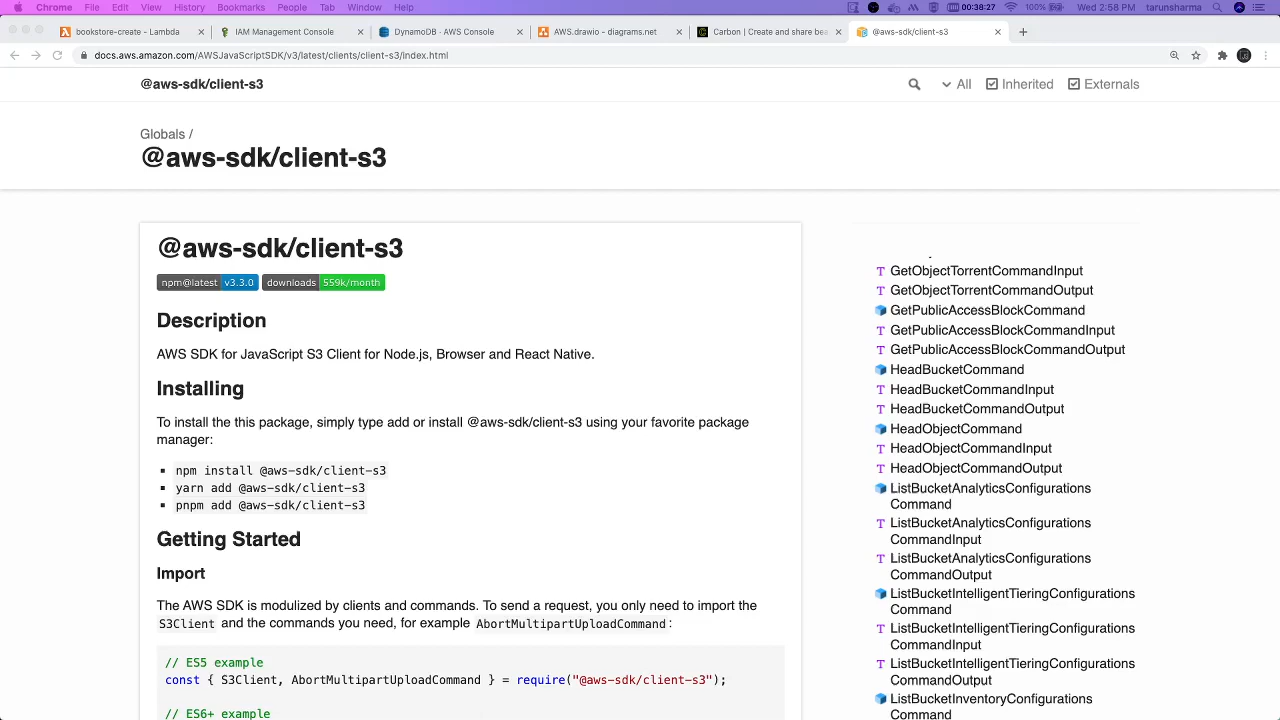 Chrome File Edit View History Bookmarks People Tab Window Help
00:38:27 100% Wed 2:58 PM tarunsharma
bookstore-create - Lambda
IAM Management Console
DynamoDB - AWS Console
AWS.drawio - diagrams.net
Carbon | Create and share bea
@aws-sdk/client-s3
docs.aws.amazon.com/AWSJavaScriptSDK/v3/latest/clients/client-s3/index.html
@aws-sdk/client-s3
All Inherited Externals
Globals /
@aws-sdk/client-s3
@aws-sdk/client-s3
npm@latest v3.3.0 downloads 559k/month
Description
AWS SDK for JavaScript S3 Client for Node.js, Browser and React Native.
Installing
To install the this package, simply type add or install @aws-sdk/client-s3 using your favorite package
manager:
npm install @aws-sdk/client-s3
yarn add @aws-sdk/client-s3
pnpm add @aws-sdk/client-s3
Getting Started
Import
The AWS SDK is modulized by clients and commands. To send a request, you only need to import the
S3Client and the commands you need, for example AbortMultipartUploadCommand:
// ES5 example
const { S3Client, AbortMultipartUploadCommand } = require("@aws-sdk/client-s3");
// ES6+ example
T GetObjectTorrentCommandInput
T GetObjectTorrentCommandOutput
GetPublicAccessBlockCommand
T GetPublicAccessBlockCommandInput
T GetPublicAccessBlockCommandOutput
HeadBucketCommand
T HeadBucketCommandInput
T HeadBucketCommandOutput
HeadObjectCommand
T HeadObjectCommandInput
T HeadObjectCommandOutput
ListBucketAnalyticsConfigurations
Command
T ListBucketAnalyticsConfigurations
CommandInput
T ListBucketAnalyticsConfigurations
CommandOutput
ListBucketIntelligentTieringConfigurations
Command
T ListBucketIntelligentTieringConfigurations
CommandInput
T ListBucketIntelligentTieringConfigurations
CommandOutput
ListBucketInventoryConfigurations
Command